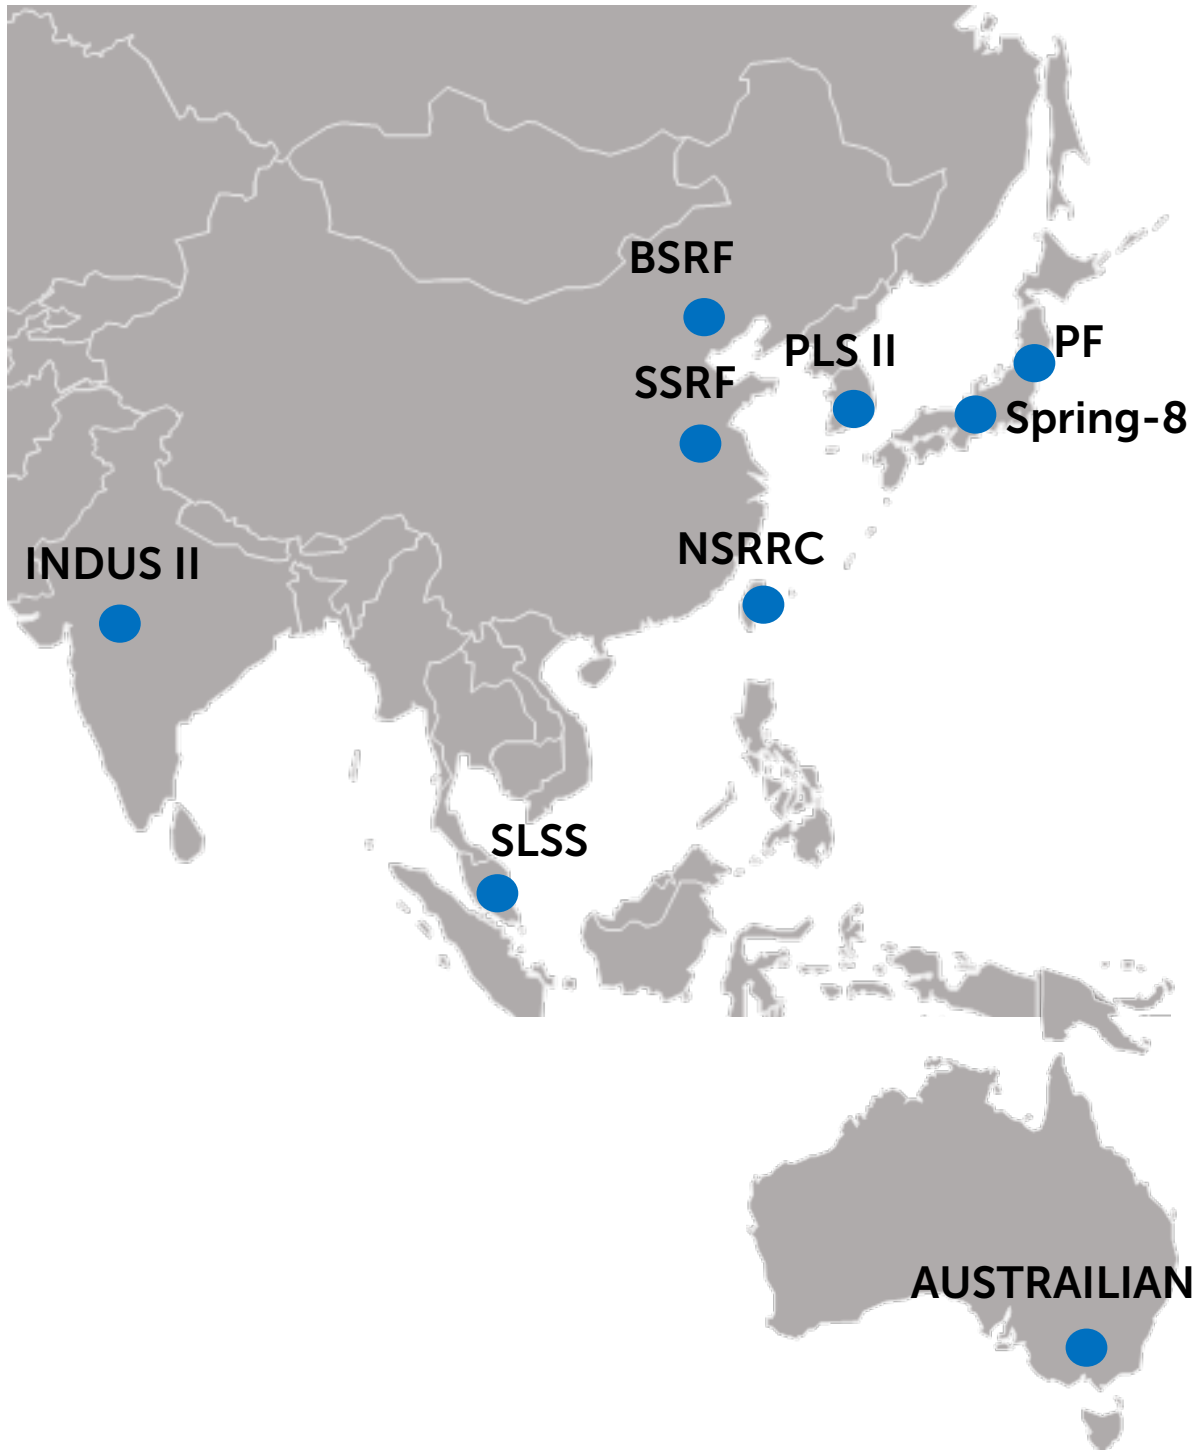 BSRF
PF
PLS II
SSRF
Spring-8
NSRRC
INDUS II
SLSS
AUSTRAILIAN